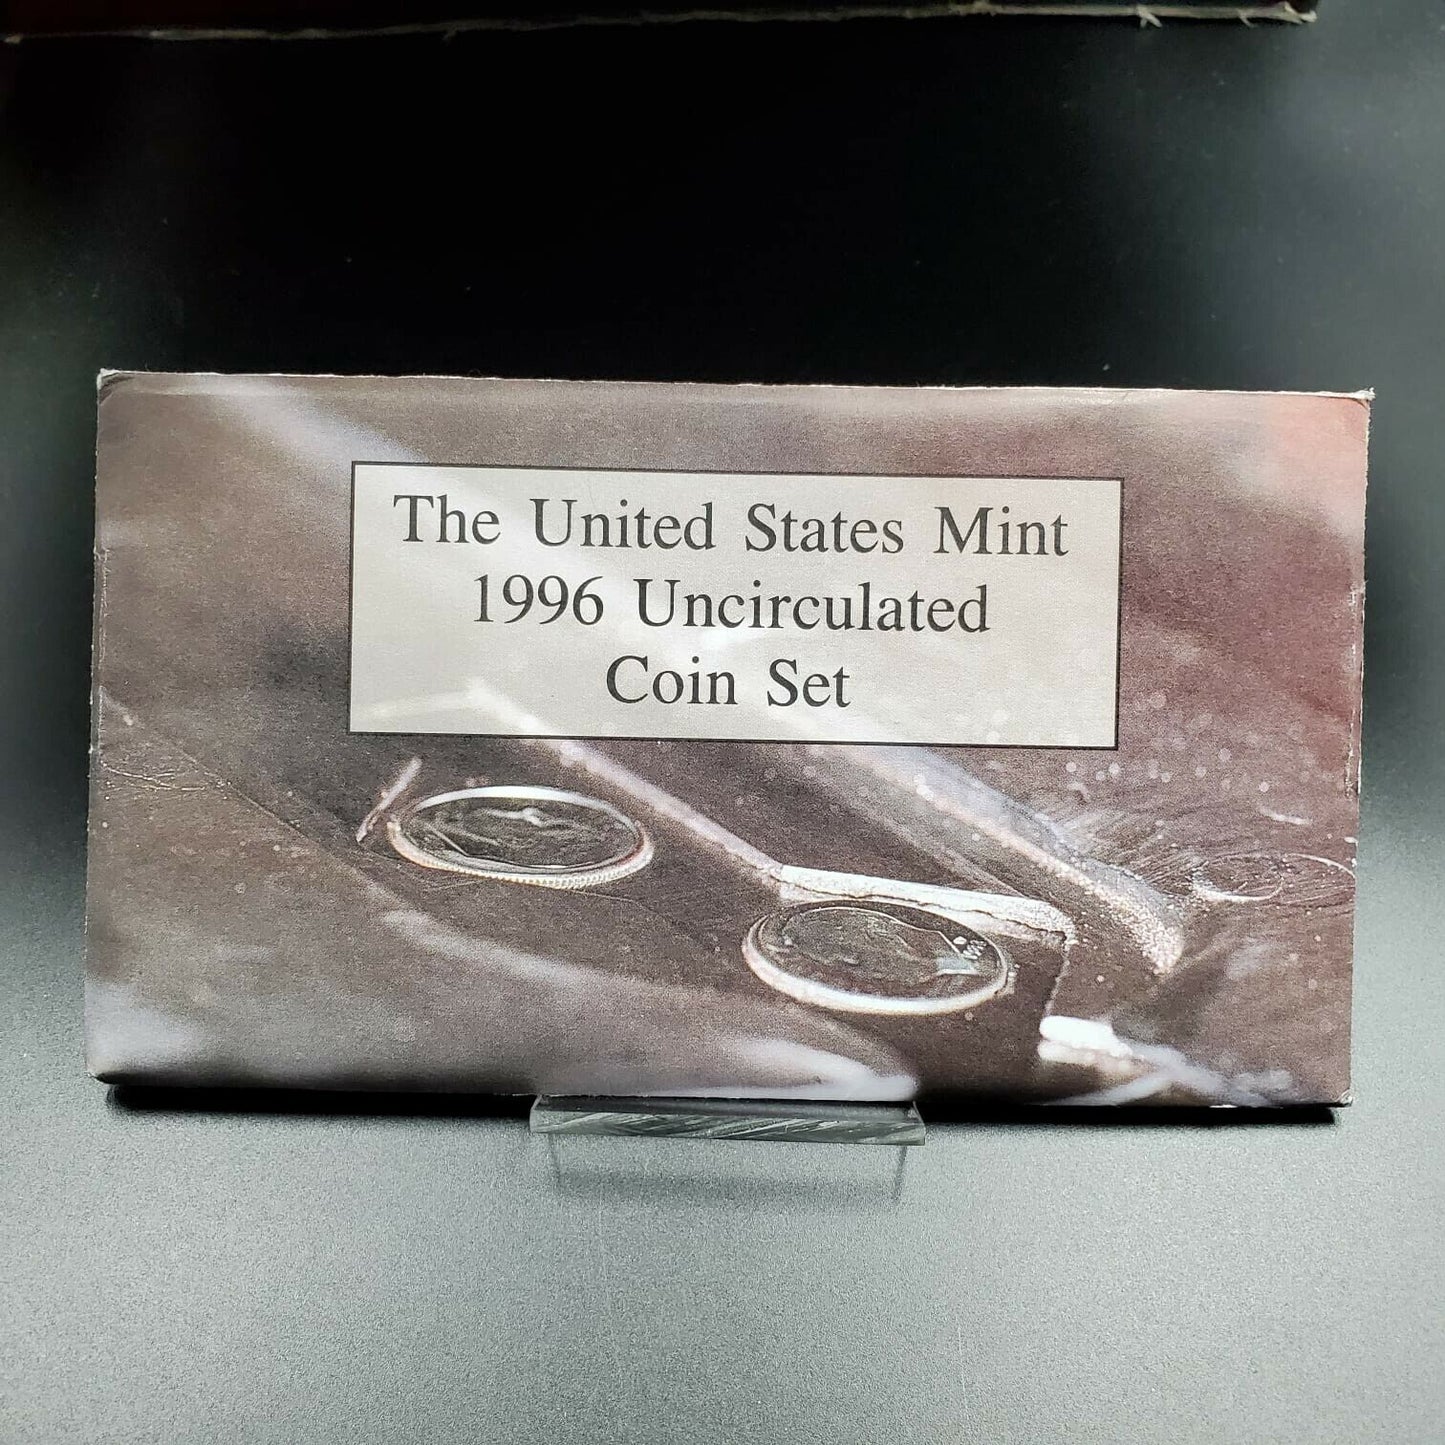 The United States Mint
1996 Uncirculated
Coin Set